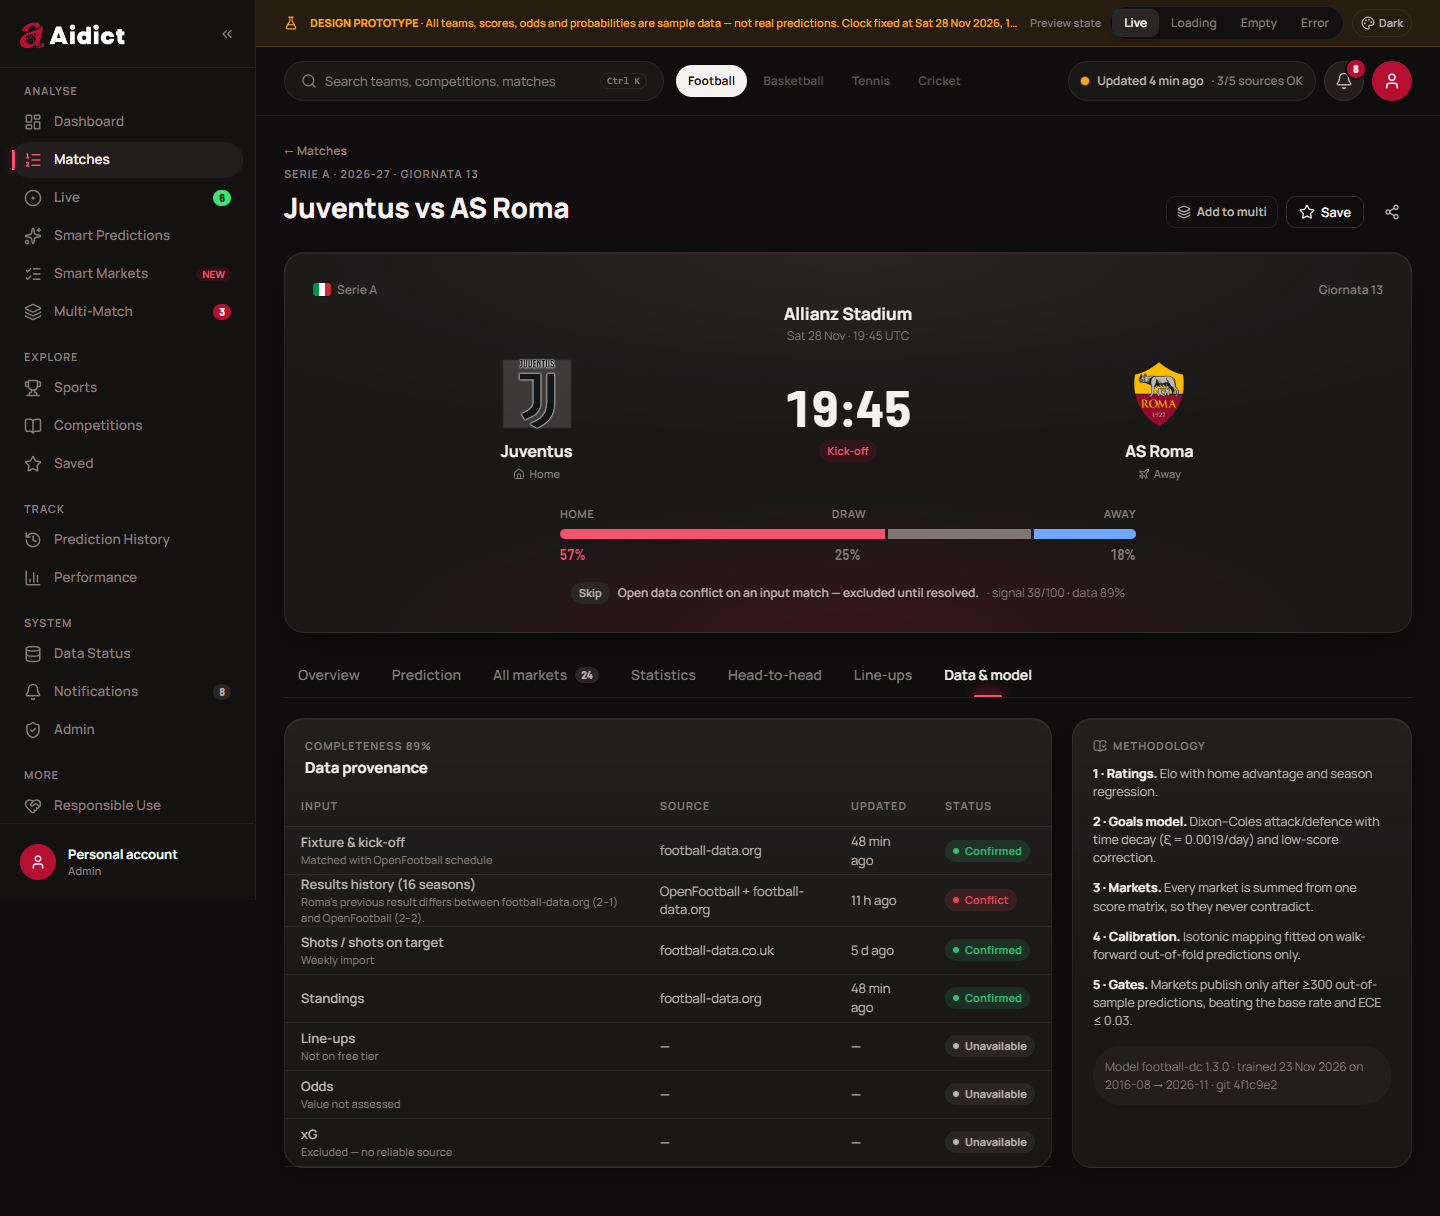 Aidict
DESIGN PROTOTYPE · All teams, scores, odds and probabilities are sample data — not real predictions. Clock fixed at Sat 28 Nov 2026, 1…
Preview state
Live
Loading
Empty
Error
Dark
Search teams, competitions, matches
Ctrl K
Football
Basketball
Tennis
Cricket
Updated 4 min ago · 3/5 sources OK
8
ANALYSE
Dashboard
Matches
Live
6
Smart Predictions
Smart Markets
NEW
Multi-Match
3
EXPLORE
Sports
Competitions
Saved
TRACK
Prediction History
Performance
SYSTEM
Data Status
Notifications
8
Admin
MORE
Responsible Use
Personal account
Admin
← Matches
SERIE A · 2026-27 · GIORNATA 13
Juventus vs AS Roma
Add to multi
Save
Serie A
Giornata 13
Allianz Stadium
Sat 28 Nov · 19:45 UTC
JUVENTUS
ROMA
1927
19:45
Kick-off
Juventus
Home
AS Roma
Away
HOME
DRAW
AWAY
57%
25%
18%
Skip
Open data conflict on an input match — excluded until resolved. · signal 38/100 · data 89%
Overview
Prediction
All markets
24
Statistics
Head-to-head
Line-ups
Data & model
COMPLETENESS 89%
Data provenance
INPUT
SOURCE
UPDATED
STATUS
Fixture & kick-off
Matched with OpenFootball schedule
football-data.org
48 min
ago
Confirmed
Results history (16 seasons)
Roma's previous result differs between football-data.org (2–1)
and OpenFootball (2–2).
OpenFootball + football-
data.org
11 h ago
Conflict
Shots / shots on target
Weekly import
football-data.co.uk
5 d ago
Confirmed
Standings
football-data.org
48 min
ago
Confirmed
Line-ups
Not on free tier
—
—
Unavailable
Odds
Value not assessed
—
—
Unavailable
xG
Excluded — no reliable source
—
—
Unavailable
METHODOLOGY
1 · Ratings. Elo with home advantage and season
regression.
2 · Goals model. Dixon–Coles attack/defence with
time decay (ξ = 0.0019/day) and low-score
correction.
3 · Markets. Every market is summed from one
score matrix, so they never contradict.
4 · Calibration. Isotonic mapping fitted on walk-
forward out-of-fold predictions only.
5 · Gates. Markets publish only after ≥300 out-of-
sample predictions, beating the base rate and ECE
≤ 0.03.
Model football-dc 1.3.0 · trained 23 Nov 2026 on
2016-08 → 2026-11 · git 4f1c9e2